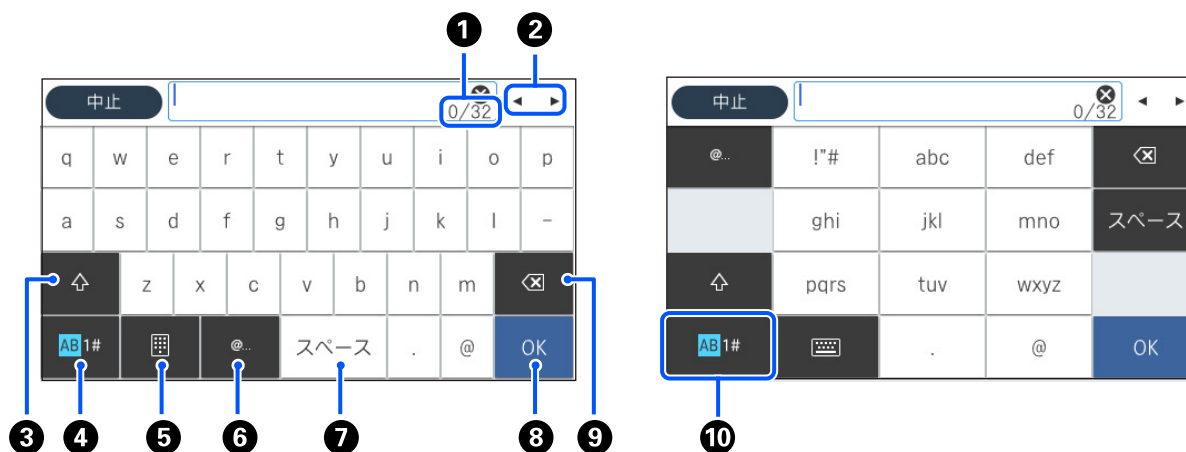 1 2
中止 0/32
q w e r t y u i o p
a s d f g h j k l -
z x c v b n m
AB 1# @... スペース . @ OK
3 4 5 6 7 8 9
中止 0/32
@... !"# abc def
ghi jkl mno スペース
pqrs tuv wxyz
AB 1# . @ OK
10